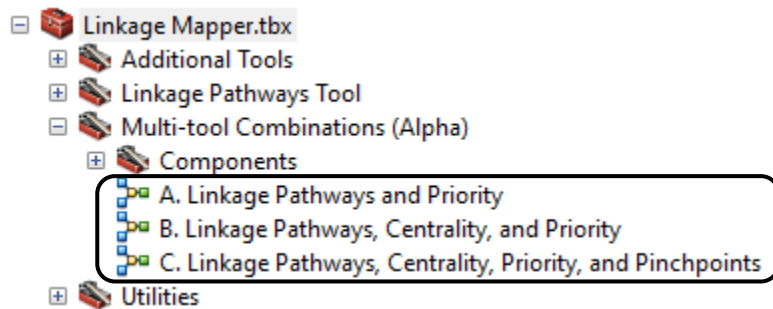 Linkage Mapper.tbx
Additional Tools
Linkage Pathways Tool
Multi-tool Combinations (Alpha)
Components
A. Linkage Pathways and Priority
B. Linkage Pathways, Centrality, and Priority
C. Linkage Pathways, Centrality, Priority, and Pinchpoints
Utilities